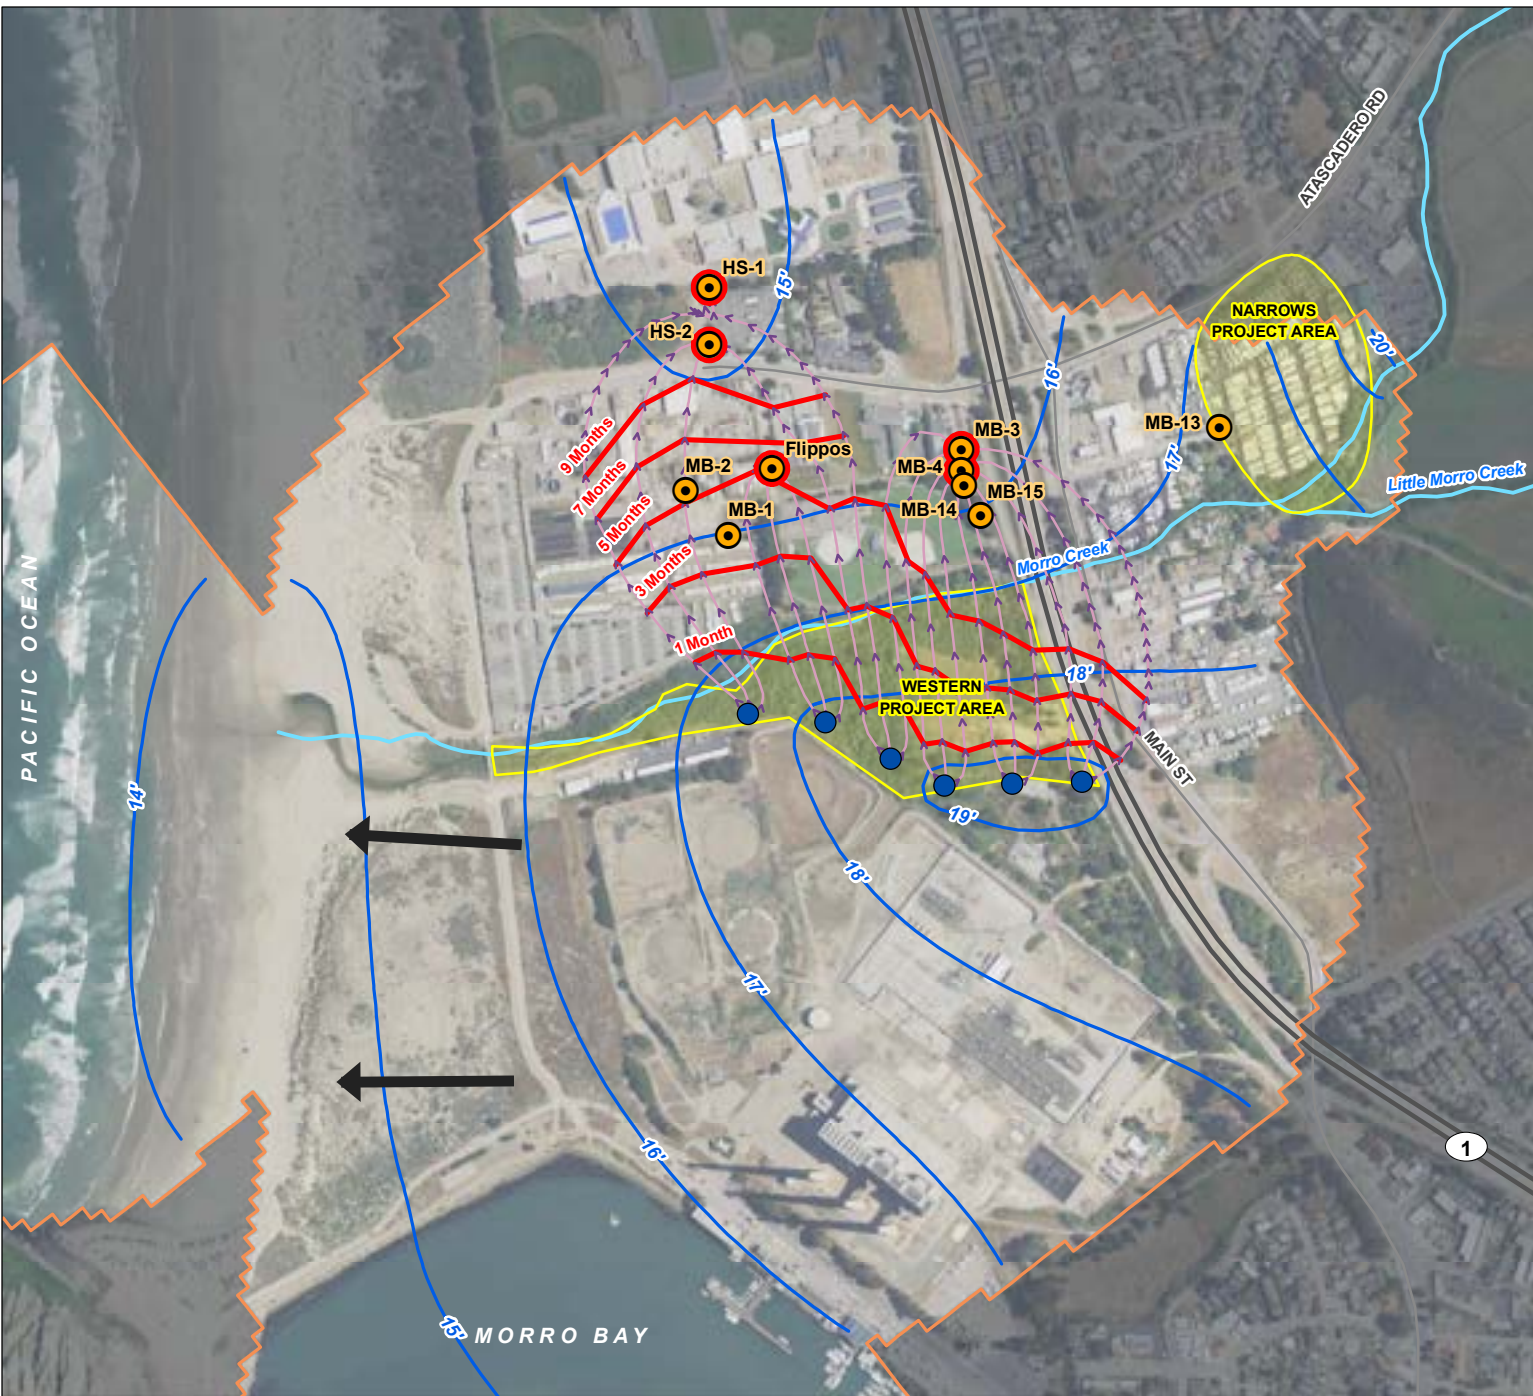 ATASCADERO RD
HS-1
15'
NARROWS
PROJECT AREA
HS-2
20'
16'
9 Months
MB-3
MB-13
Flippos
MB-4
17'
7 Months
MB-2
MB-15
Little Morro Creek
5 Months
MB-1
MB-14
3 Months
Morro Creek
PACIFIC OCEAN
1 Month
18'
WESTERN
PROJECT AREA
MAIN ST
14'
19'
18'
17'
16'
1
15'
MORRO BAY